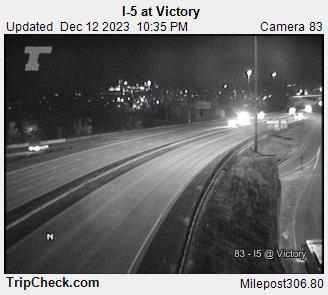 I-5 at Victory
Updated Dec 12 2023 10:35 PM Camera 83
T
N
83 - I5 @ Victory
TripCheck.com Milepost306.80